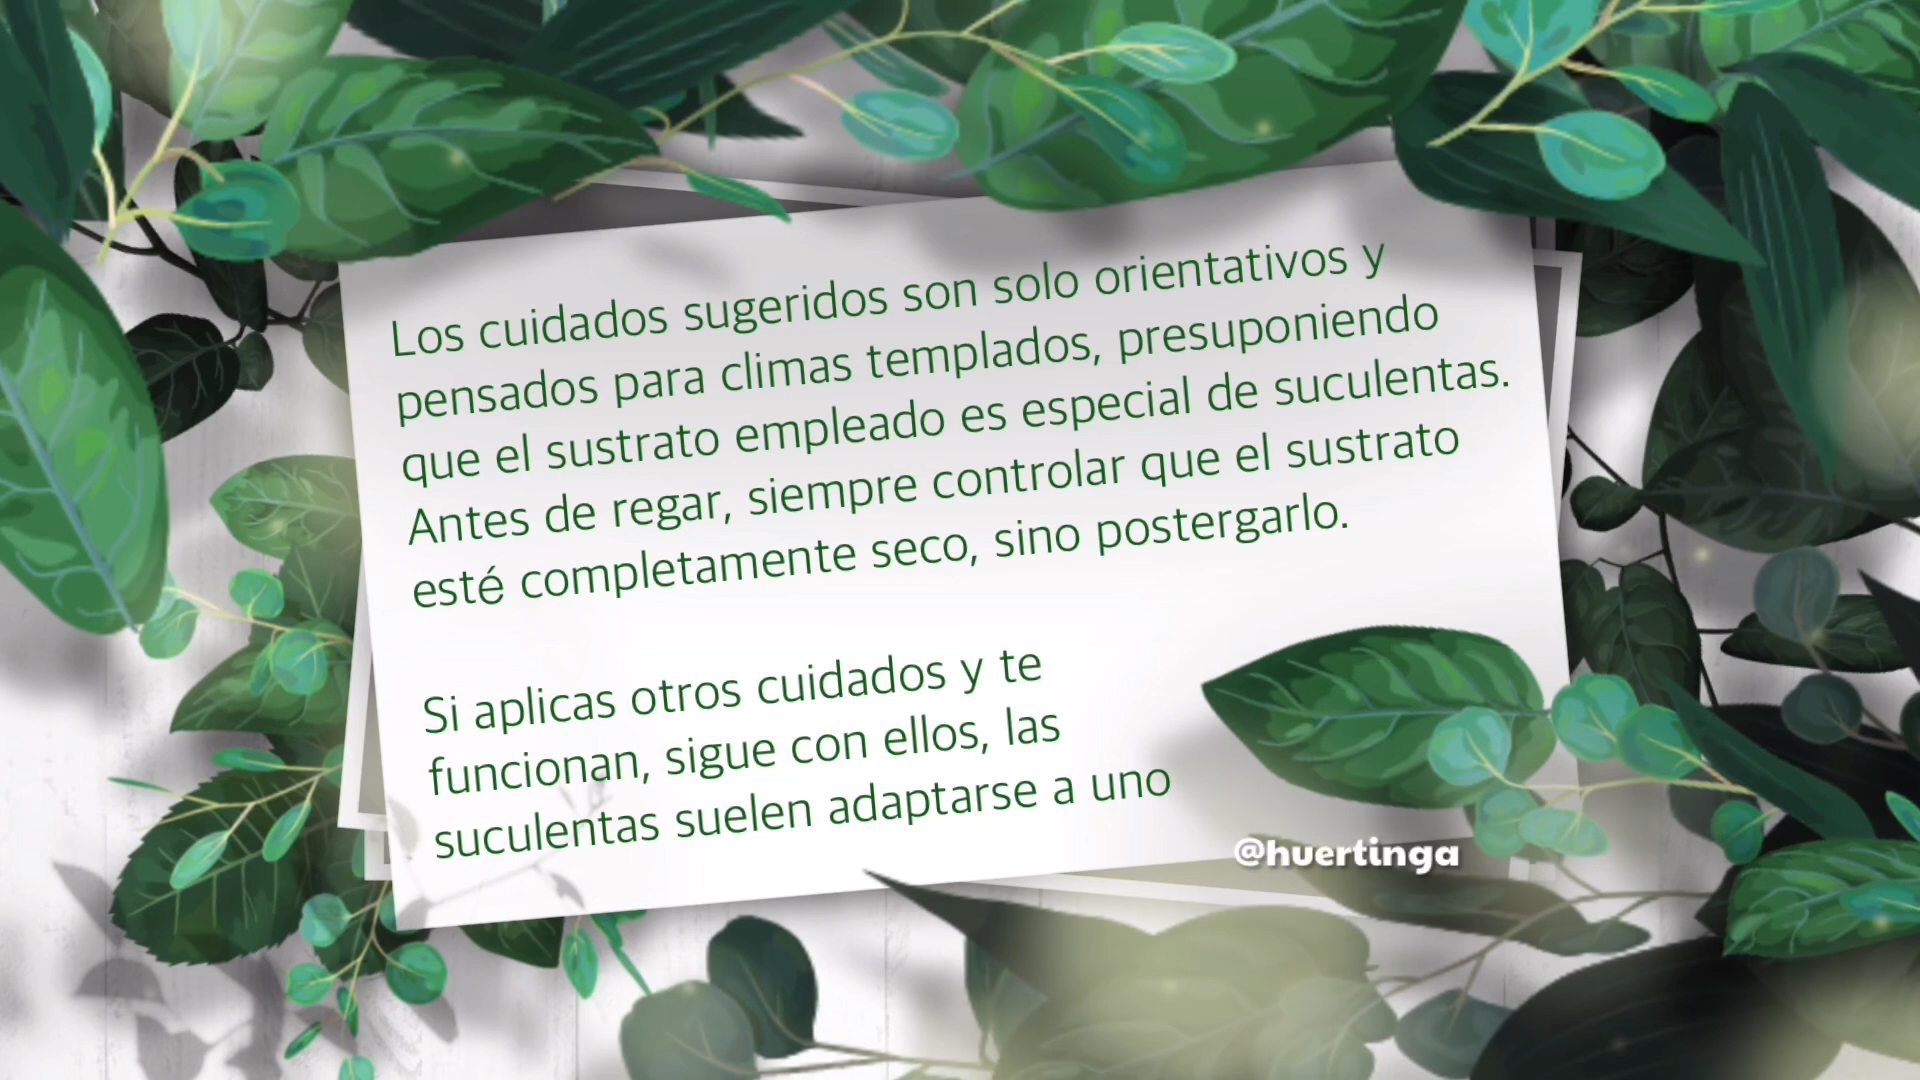 Los cuidados sugeridos son solo orientativos y
pensados para climas templados, presuponiendo
que el sustrato empleado es especial de suculentas.
Antes de regar, siempre controlar que el sustrato
esté completamente seco, sino postergarlo.
Si aplicas otros cuidados y te
funcionan, sigue con ellos, las
suculentas suelen adaptarse a uno
@huertinga